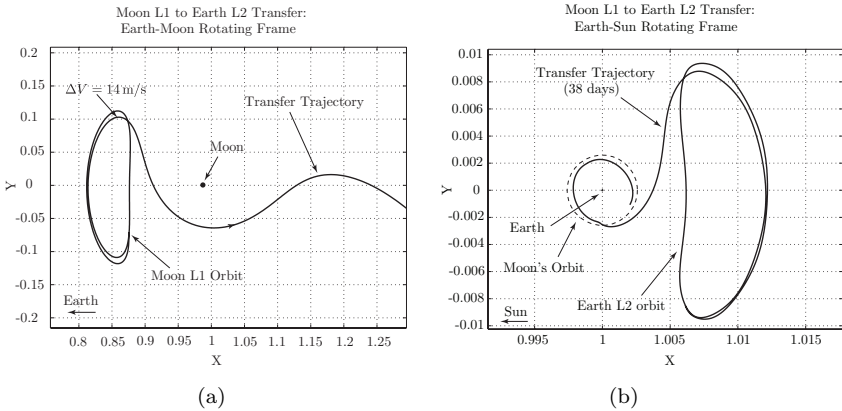 Moon L1 to Earth L2 Transfer:
Earth-Moon Rotating Frame
0.2
0.15
0.1
0.05
0
-0.05
-0.1
-0.15
-0.2
Y
ΔV = 14 m/s
Transfer Trajectory
Moon
Moon L1 Orbit
Earth
0.8
0.85
0.9
0.95
1
1.05
1.1
1.15
1.2
1.25
X
(a)
Moon L1 to Earth L2 Transfer:
Earth-Sun Rotating Frame
0.01
0.008
0.006
0.004
0.002
0
-0.002
-0.004
-0.006
-0.008
-0.01
Y
Transfer Trajectory
(38 days)
Earth
Moon's Orbit
Earth L2 orbit
Sun
0.995
1
1.005
1.01
1.015
X
(b)